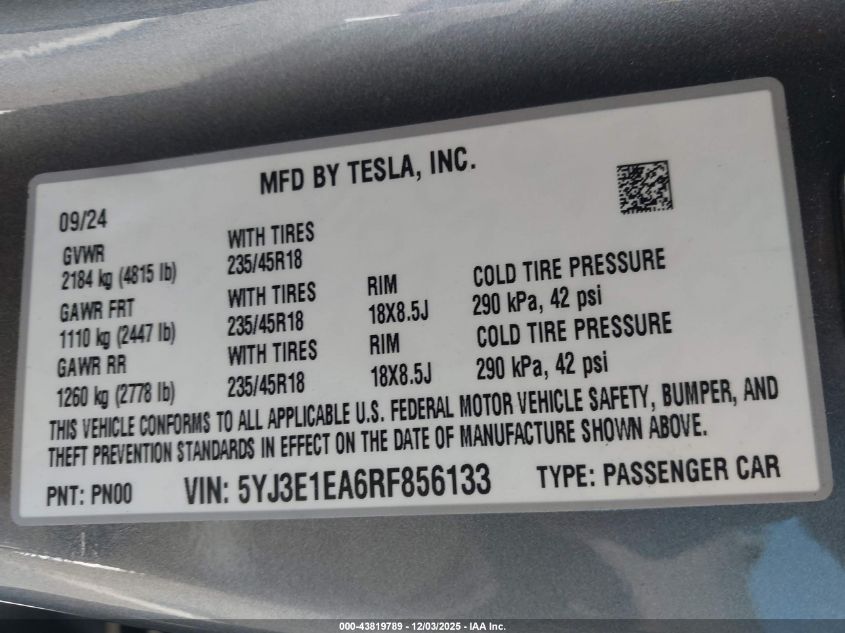 MFD BY TESLA, INC.
09/24
GVWR
2184 kg (4815 lb)
WITH TIRES
235/45R18
GAWR FRT
1110 kg (2447 lb)
WITH TIRES
235/45R18
RIM
18X8.5J
COLD TIRE PRESSURE
290 kPa, 42 psi
GAWR RR
1260 kg (2778 lb)
WITH TIRES
235/45R18
RIM
18X8.5J
COLD TIRE PRESSURE
290 kPa, 42 psi
THIS VEHICLE CONFORMS TO ALL APPLICABLE U.S. FEDERAL MOTOR VEHICLE SAFETY, BUMPER, AND
THEFT PREVENTION STANDARDS IN EFFECT ON THE DATE OF MANUFACTURE SHOWN ABOVE.
PNT: PN00 VIN: 5YJ3E1EA6RF856133 TYPE: PASSENGER CAR
000-43819789 - 12/03/2025 - IAA Inc.